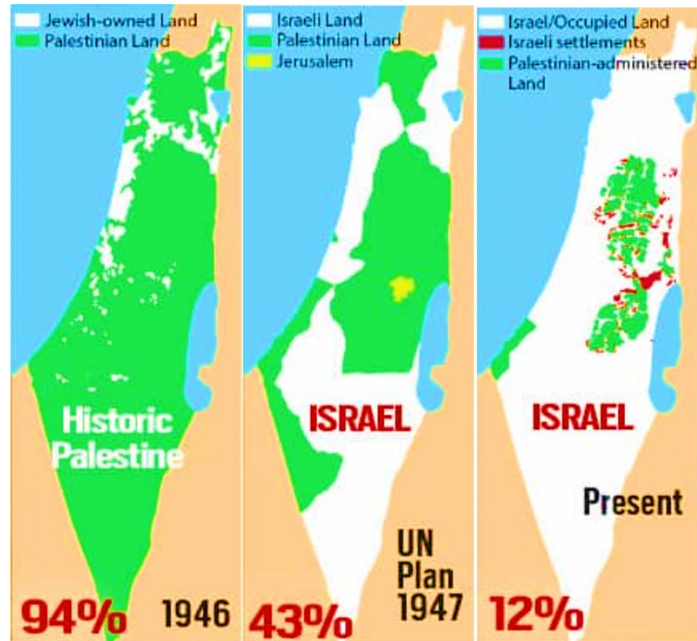 Jewish-owned Land
Palestinian Land
Historic
Palestine
94%
1946
Israeli Land
Palestinian Land
Jerusalem
ISRAEL
UN
Plan
1947
43%
Israel/Occupied Land
Israeli settlements
Palestinian-administered
Land
ISRAEL
Present
12%